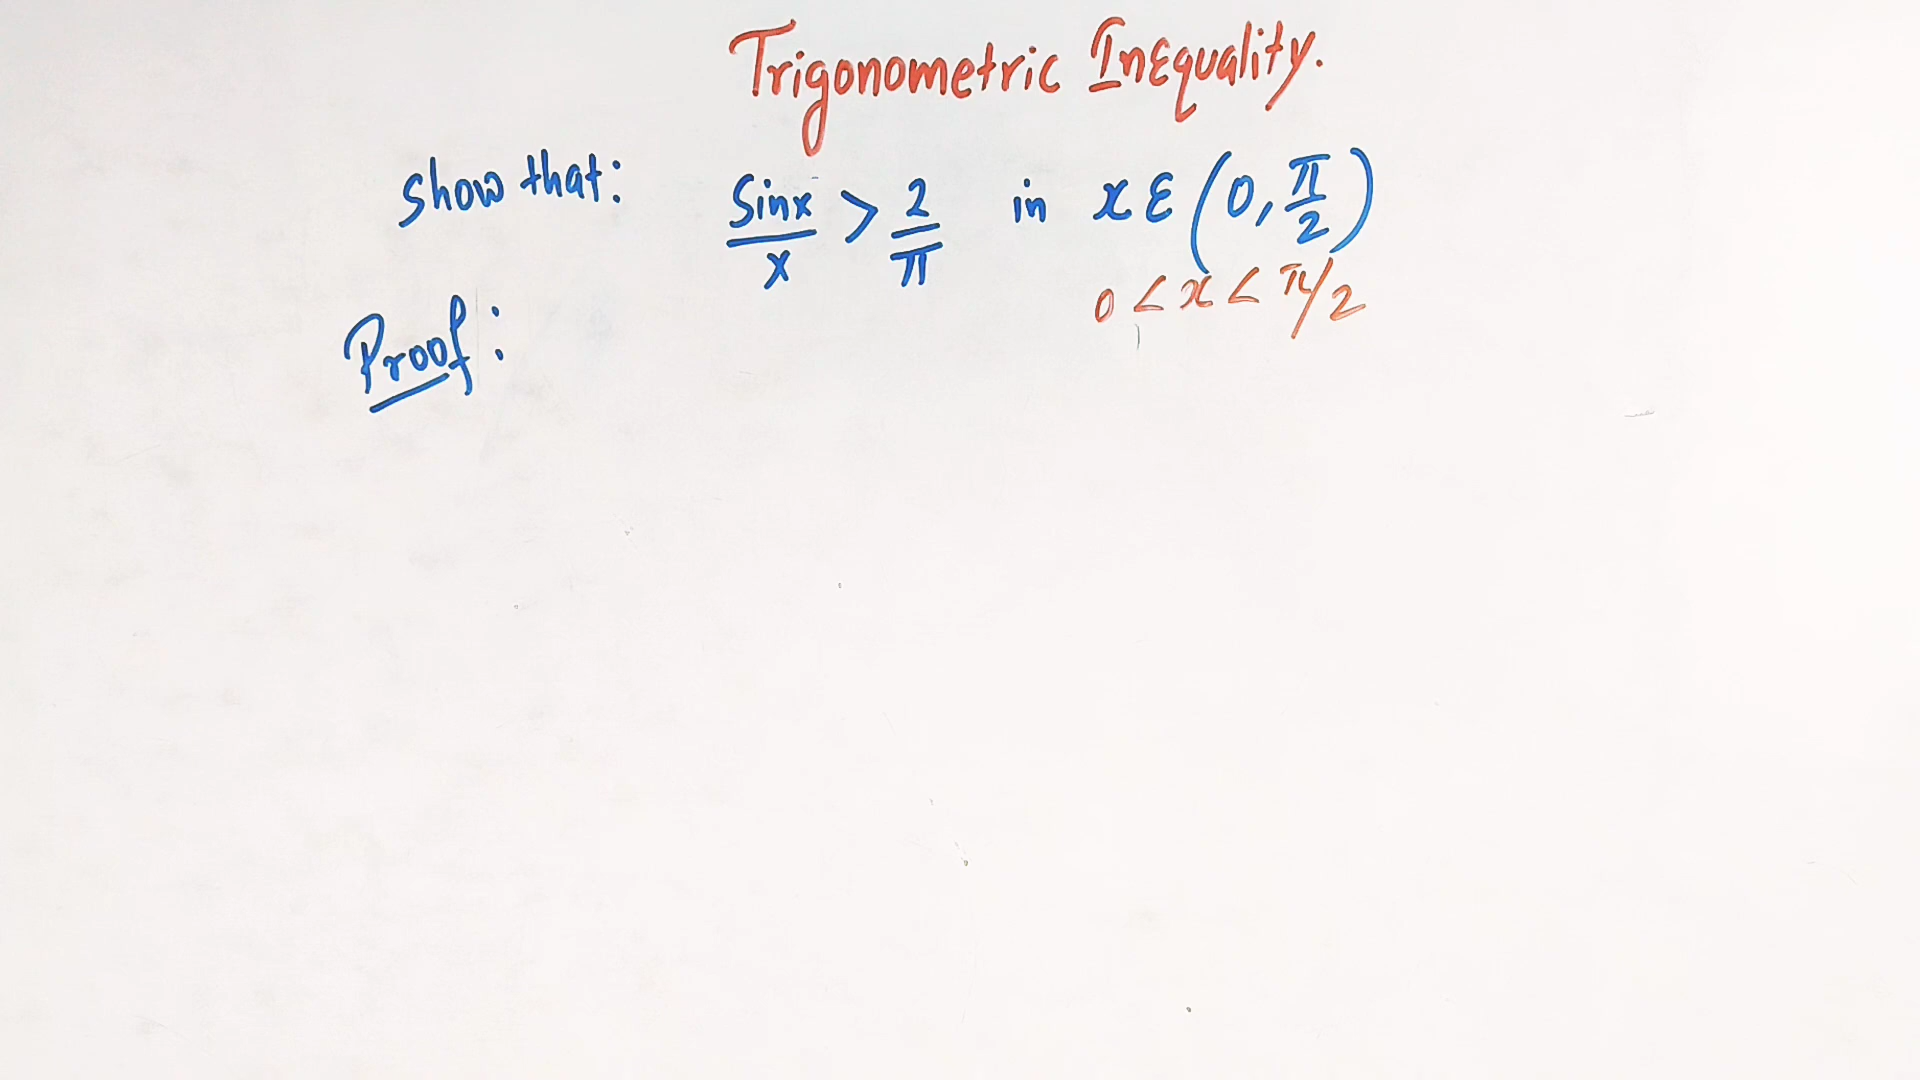 Trigonometric Inequality.
Show that: Sinx/x > 2/π in x ε (0, π/2)
0 < x < π/2
Proof: